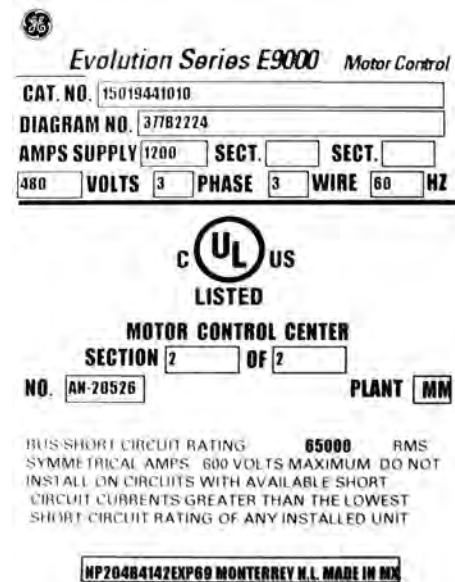 GE
Evolution Series E9000 Motor Control
CAT. NO. 15019441010
DIAGRAM NO. 377B2224
AMPS SUPPLY 1200 SECT. SECT.
480 VOLTS 3 PHASE 3 WIRE 60 HZ
C UL US
LISTED
MOTOR CONTROL CENTER
SECTION 2 OF 2
NO. AN-20526 PLANT MM
BUS SHORT CIRCUIT RATING 65000 RMS
SYMMETRICAL AMPS 600 VOLTS MAXIMUM DO NOT
INSTALL ON CIRCUITS WITH AVAILABLE SHORT
CIRCUIT CURRENTS GREATER THAN THE LOWEST
SHORT CIRCUIT RATING OF ANY INSTALLED UNIT
NP204B4142EXP69 MONTERREY N.L. MADE IN MX